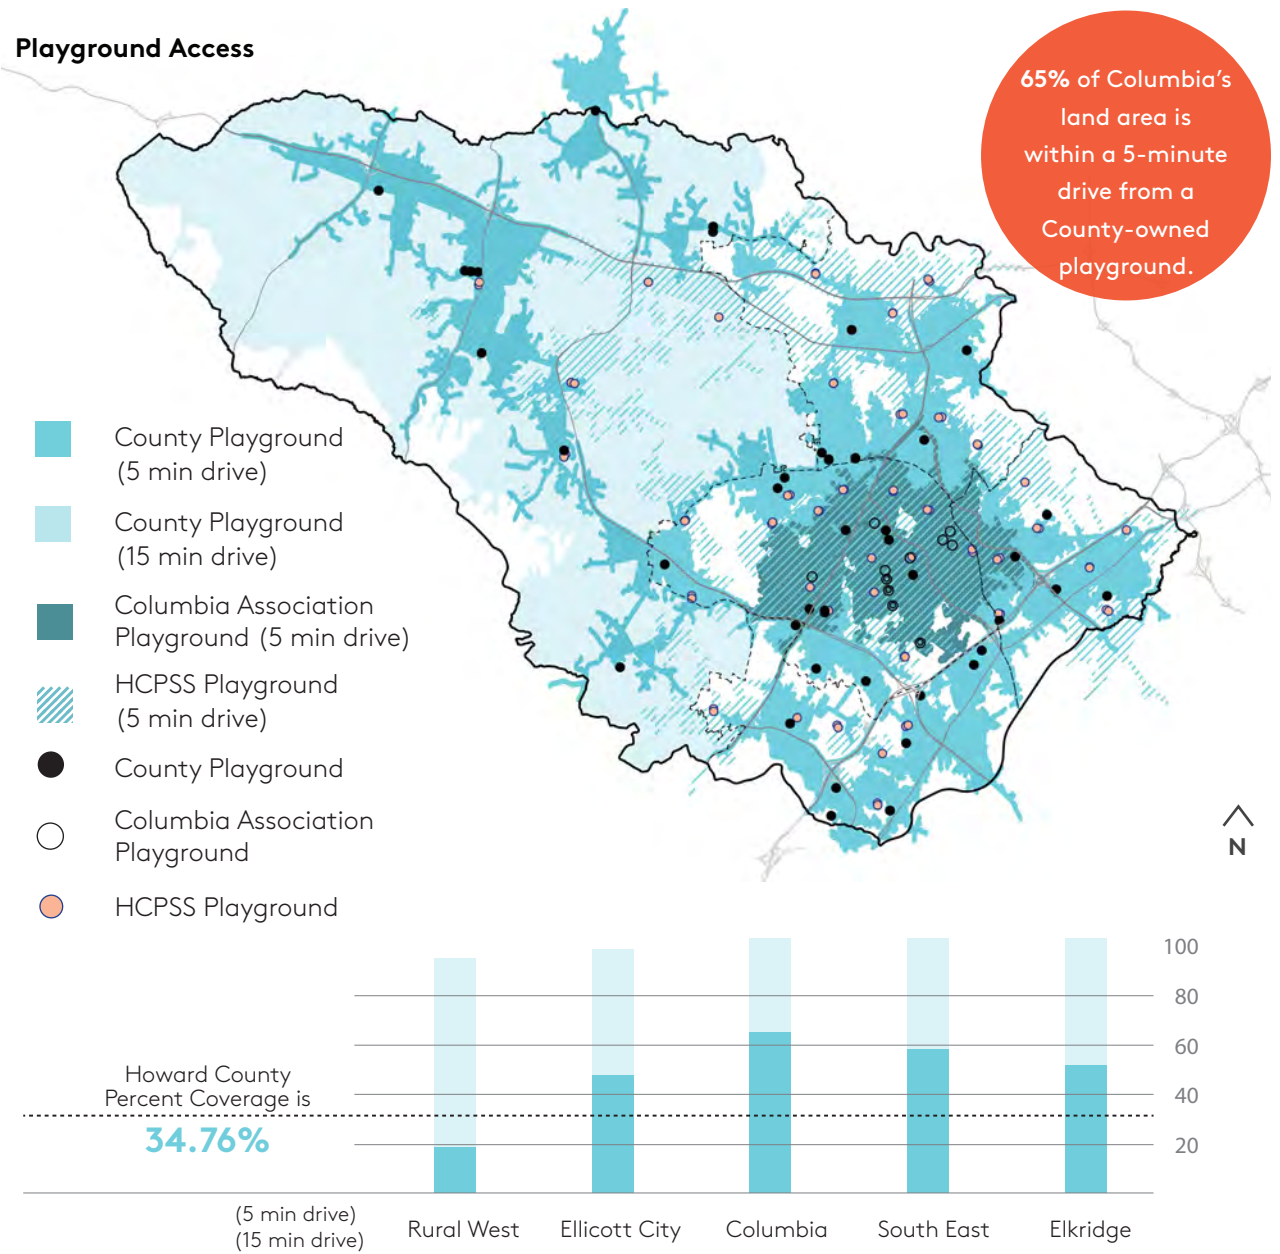 Playground Access
65% of Columbia's
land area is
within a 5-minute
drive from a
County-owned
playground.
County Playground
(5 min drive)
County Playground
(15 min drive)
Columbia Association
Playground (5 min drive)
HCPSS Playground
(5 min drive)
County Playground
Columbia Association
Playground
HCPSS Playground
N
100
80
60
40
20
Howard County
Percent Coverage is
34.76%
(5 min drive)
(15 min drive)
Rural West
Ellicott City
Columbia
South East
Elkridge